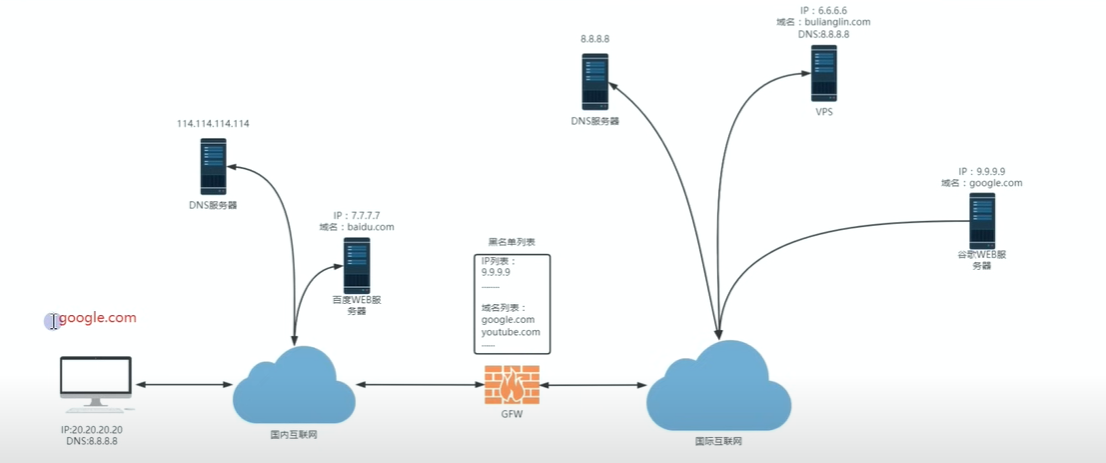 IP：6.6.6.6
域名：bulianglin.com
DNS:8.8.8.8
VPS
8.8.8.8
DNS服务器
114.114.114.114
DNS服务器
IP：9.9.9.9
域名：google.com
谷歌WEB服
务器
IP：7.7.7.7
域名：baidu.com
百度WEB服
务器
黑名单列表
IP列表：
9.9.9.9
......
域名列表：
google.com
youtube.com
......
google.com
IP:20.20.20.20
DNS:8.8.8.8
国内互联网
GFW
国际互联网